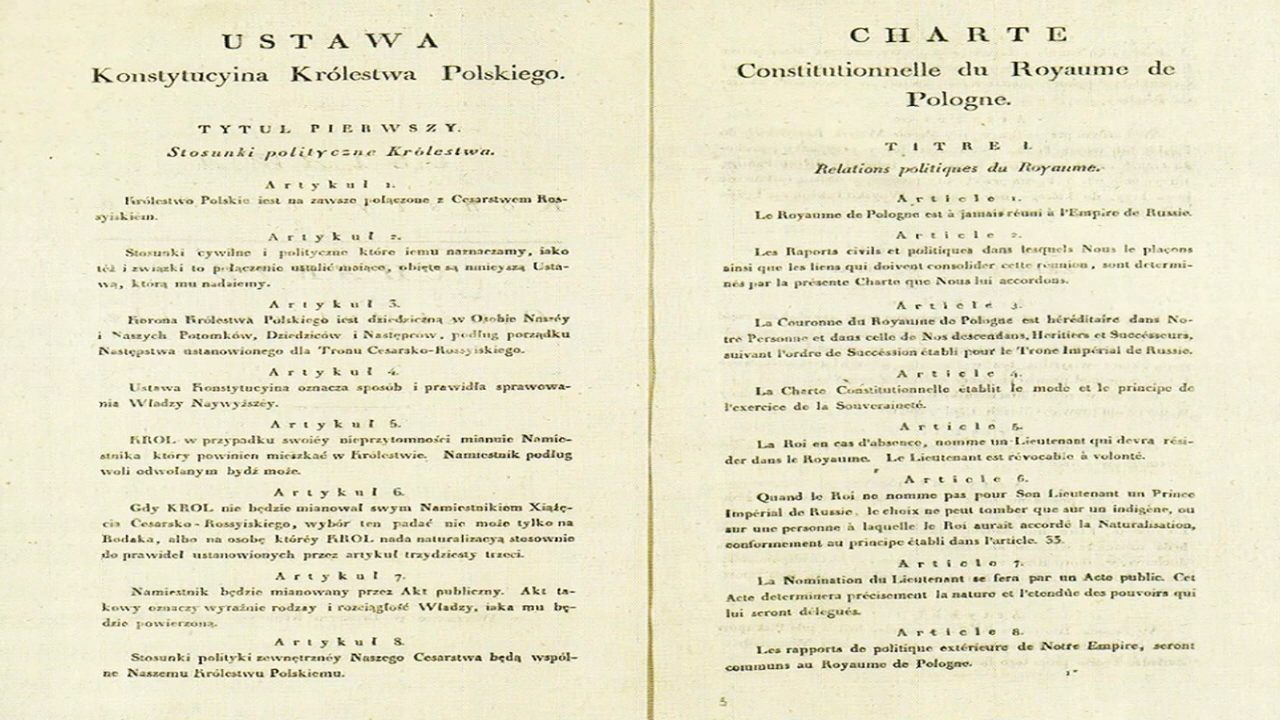 USTAWA
Konstytucyina Królestwa Polskiego.
TYTUŁ PIERWSZY.
Stosunki polityczne Królestwa.
Artykuł 1.
Królestwo Polskie iest na zawsze połączone z Cesarstwem Ros-
syiskiem.
Artykuł 2.
Stosunki cywilne i polityczne które iemu naznaczamy, iako
też i związki to połączenie ustalić maiące, obięte są ninieyszą Usta-
wą, którą mu nadaiemy.
Artykuł 3.
Korona Królestwa Polskiego iest dziedziczną w Osobie Naszéy
i Naszych Potomków, Dziedziców i Następców, podług porządku
Następstwa ustanowionego dla Tronu Cesarsko-Rossyiskiego.
Artykuł 4.
Ustawa Konstytucyina oznacza sposób i prawidła sprawowa-
nia Władzy Naywyższéy.
Artykuł 5.
KROL w przypadku swoiéy nieprzytomności mianuie Namie-
stnika który powinien mieszkać w Królestwie. Namiestnik podług
woli odwołanym bydź może.
Artykuł 6.
Gdy KROL nie będzie mianował swym Namiestnikiem Xiążę-
cia Cesarsko-Rossyiskiego, wybór ten padać nie może tylko na
Rodaka, albo na osobę któréy KROL nada naturalizacyą stosownie
do prawideł ustanowionych przez artykuł trzydziesty trzeci.
Artykuł 7.
Namiestnik będzie mianowany przez Akt publiczny. Akt ta-
kowy oznaczy wyraźnie rodzay i rozciągłość Władzy, iaka mu bę-
dzie powierzoną.
Artykuł 8.
Stosunki polityki zewnętrznéy Naszego Cesarstwa będą wspól-
ne Naszemu Królestwu Polskiemu.
CHARTE
Constitutionnelle du Royaume de
Pologne.
TITRE I.
Relations politiques du Royaume.
Article 1.
Le Royaume de Pologne est à jamais réuni à l'Empire de Russie.
Article 2.
Les Raports civils et politiques dans lesquels Nous le plaçons
ainsi que les liens qui doivent consolider cette réunion, sont determi-
nés par la présente Charte que Nous lui accordons.
Article 3.
La Couronne du Royaume de Pologne est héréditaire dans No-
tre Personne et dans celle de Nos descendans, Heritiers et Succésseurs,
suivant l'ordre de Succéssion établi pour le Trone Impérial de Russie.
Article 4.
La Charte Constitutionnelle établit le mode et le principe de
l'exercice de la Souveraineté.
Article 5.
La Roi en cas d'absence, nomme un Lieutenant qui devra rési-
der dans le Royaume. Le Lieutenant est révocable à volonté.
Article 6.
Quand le Roi ne nomme pas pour Son Lieutenant un Prince
Impérial de Russie, le choix ne peut tomber que sur un indigène, ou
sur une personne à laquelle le Roi aurait accordé la Naturalisation,
conformement au principe établi dans l'article. 33.
Article 7.
La Nomination du Lieutenant se fera par un Acte public. Cet
Acte determinera précisement la nature et l'etendüe des pouvoirs qui
lui seront délegués.
Article 8.
Les rapports de politique extérieure de Notre Empire, seront
communs au Royaume de Pologne.
5